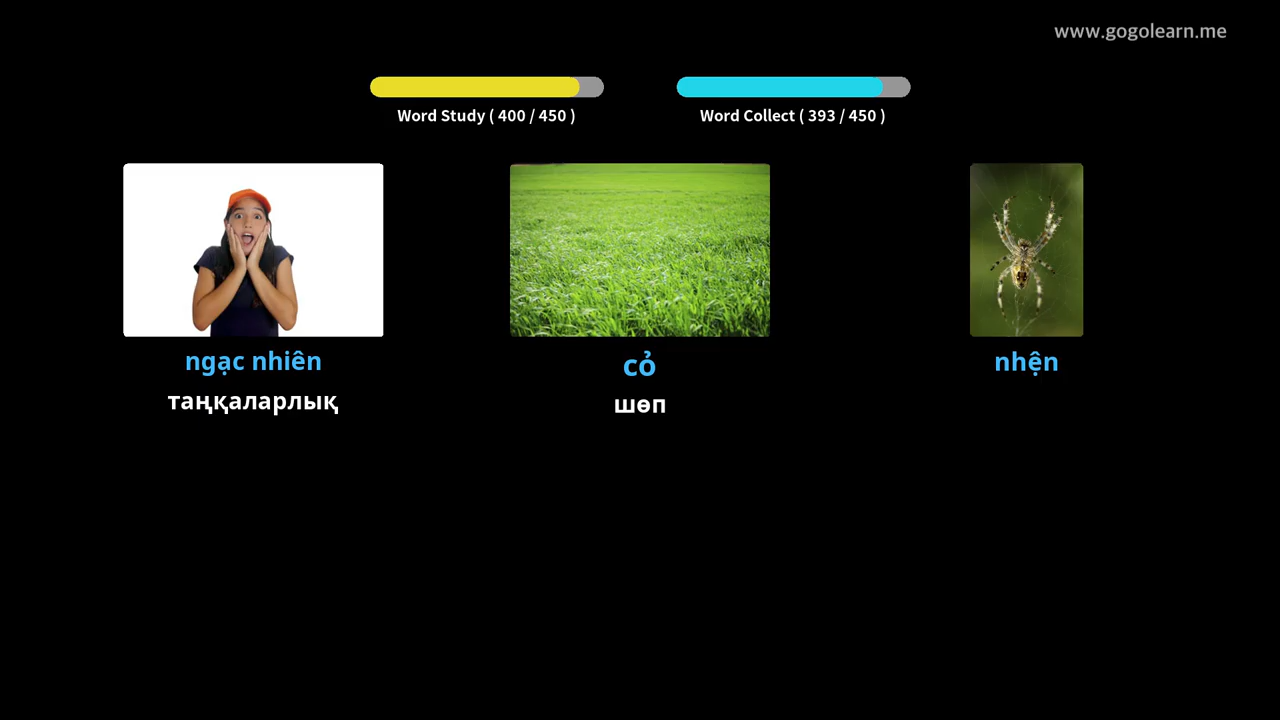 www.gogolearn.me
Word Study ( 400 / 450 )
Word Collect ( 393 / 450 )
ngạc nhiên
cỏ
nhện
таңқаларлық
шөп